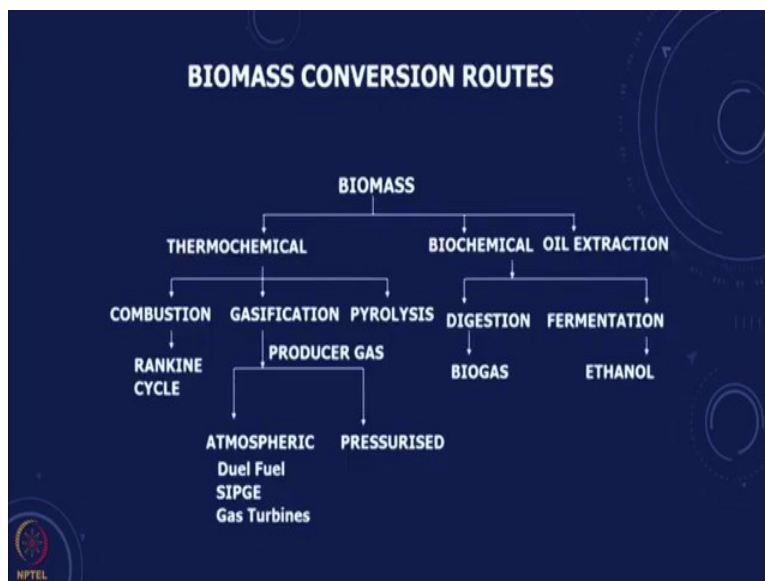 BIOMASS CONVERSION ROUTES
BIOMASS
THERMOCHEMICAL
BIOCHEMICAL
OIL EXTRACTION
COMBUSTION
GASIFICATION
PYROLYSIS
DIGESTION
FERMENTATION
RANKINE
CYCLE
PRODUCER GAS
BIOGAS
ETHANOL
ATMOSPHERIC
PRESSURISED
Duel Fuel
SIPGE
Gas Turbines
NPTEL